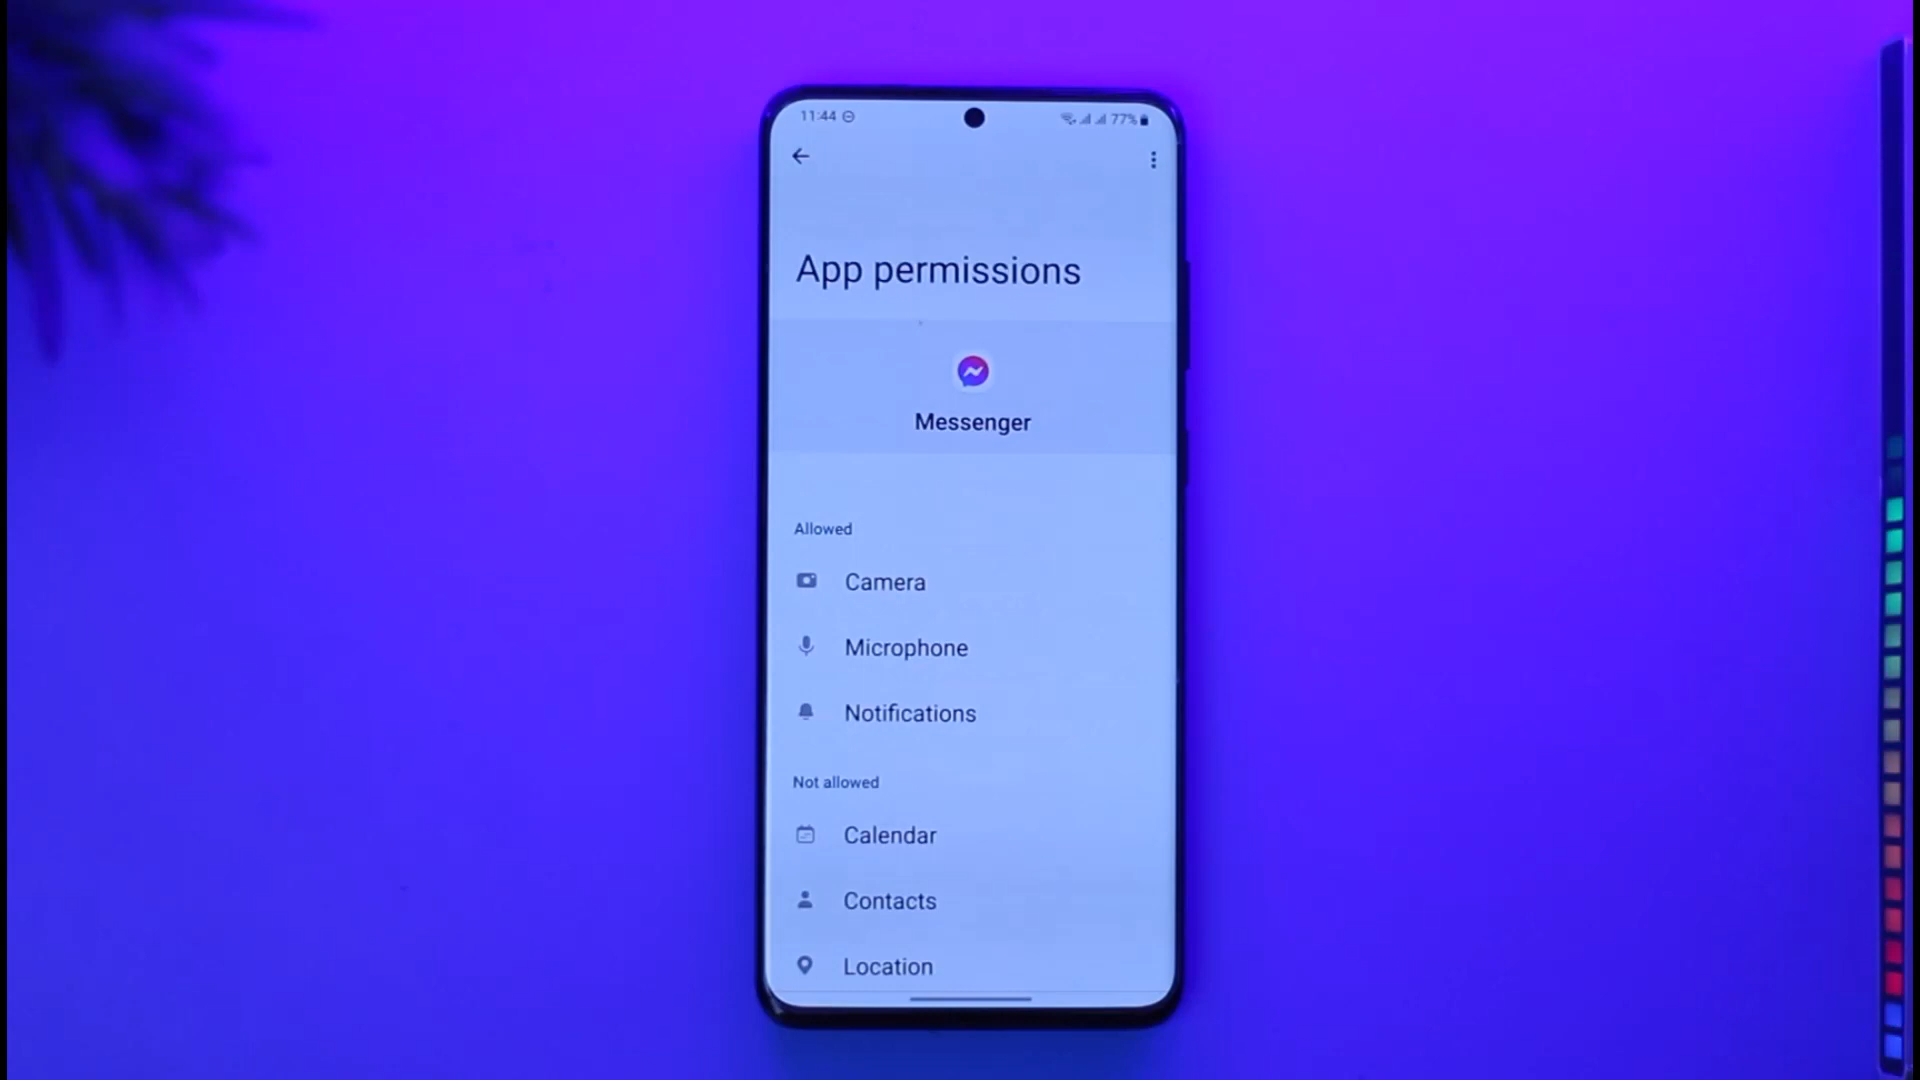 11:44 77%
App permissions
Messenger
Allowed
Camera
Microphone
Notifications
Not allowed
Calendar
Contacts
Location